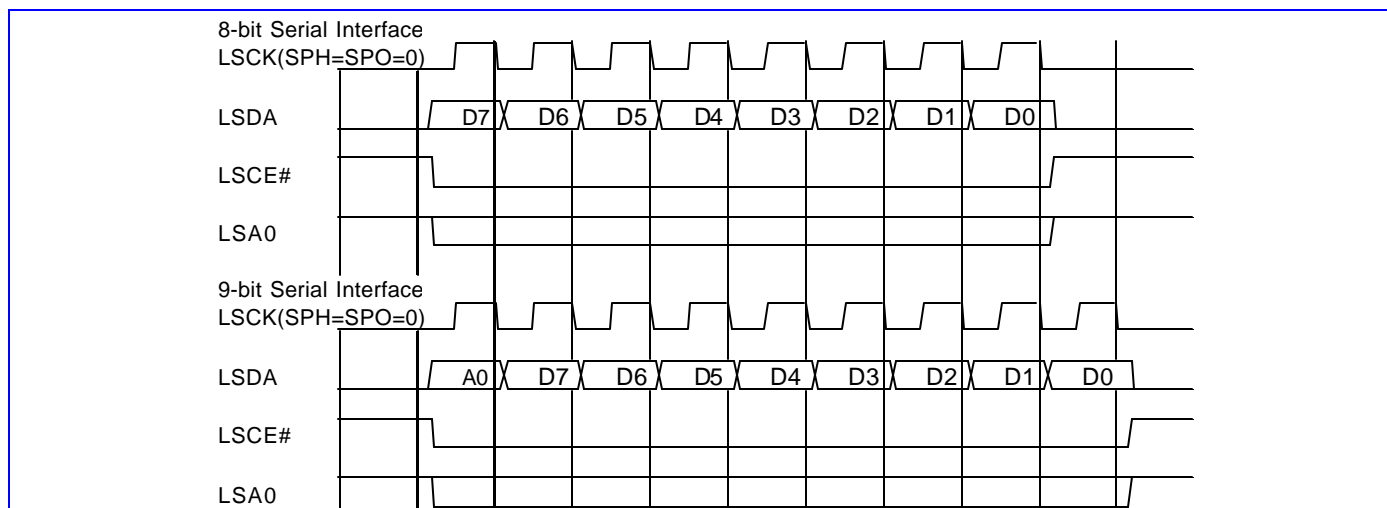 8-bit Serial Interface
LSCK(SPH=SPO=0)
LSDA D7 D6 D5 D4 D3 D2 D1 D0
LSCE#
LSA0
9-bit Serial Interface
LSCK(SPH=SPO=0)
LSDA A0 D7 D6 D5 D4 D3 D2 D1 D0
LSCE#
LSA0